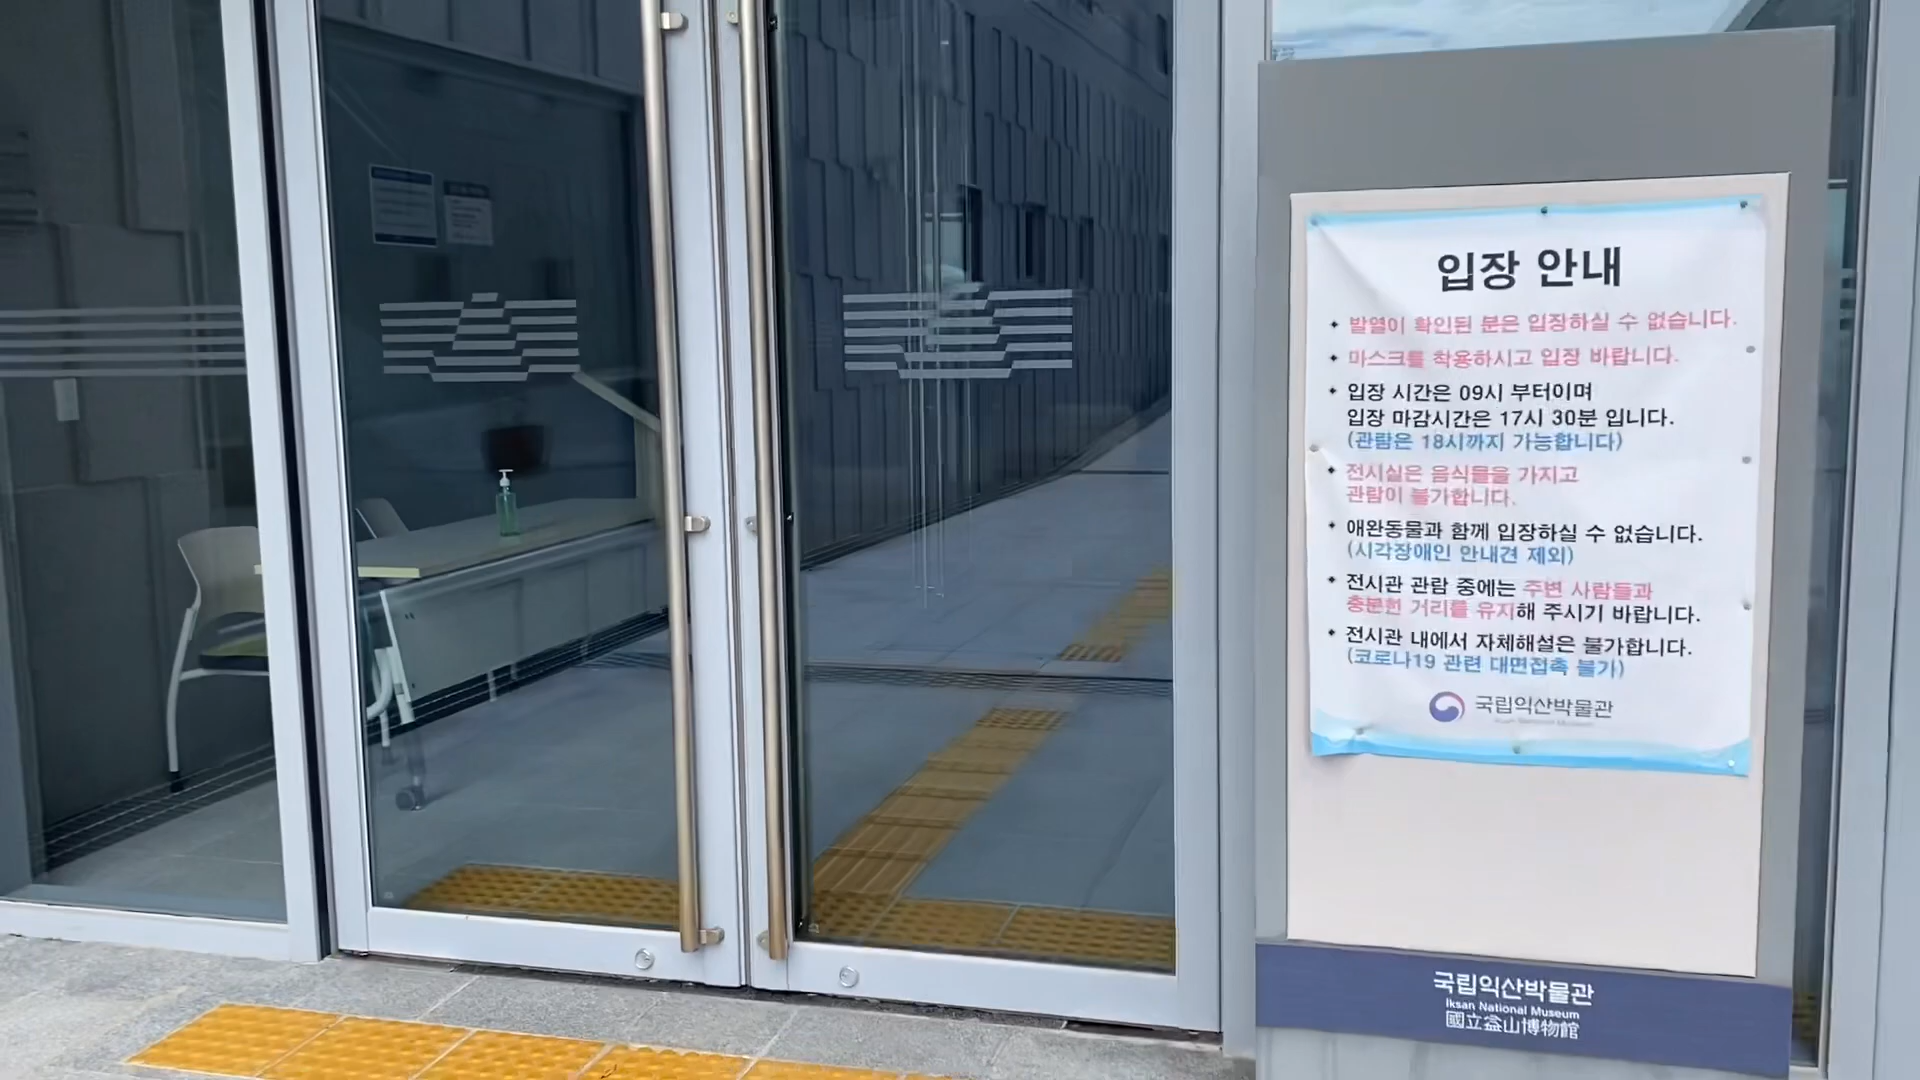 입장 안내
발열이 확인된 분은 입장하실 수 없습니다.
마스크를 착용하시고 입장 바랍니다.
입장 시간은 09시 부터이며
입장 마감시간은 17시 30분 입니다.
(관람은 18시까지 가능합니다)
전시실은 음식물을 가지고
관람이 불가합니다.
애완동물과 함께 입장하실 수 없습니다.
(시각장애인 안내견 제외)
전시관 관람 중에는 주변 사람들과
충분한 거리를 유지해 주시기 바랍니다.
전시관 내에서 자체해설은 불가합니다.
(코로나19 관련 대면접촉 불가)
국립익산박물관
국립익산박물관
Iksan National Museum
國立益山博物館